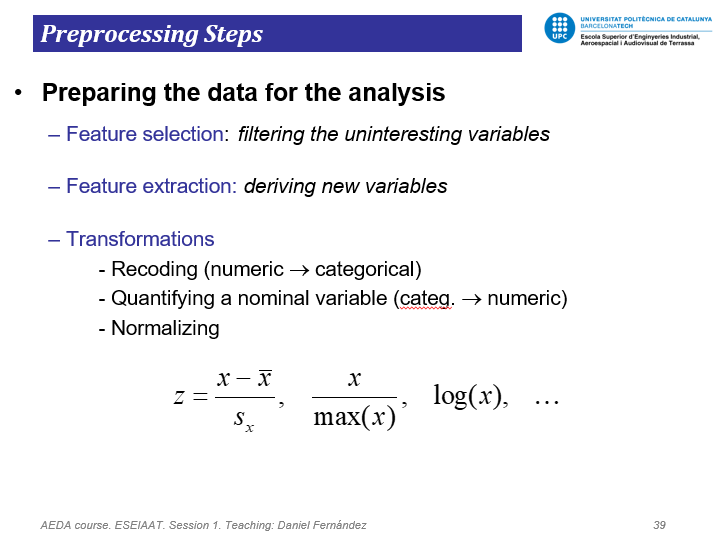 Preprocessing Steps
UNIVERSITAT POLITÈCNICA DE CATALUNYA
BARCELONATECH
UPC
Escola Superior d'Enginyeries Industrial,
Aeroespacial i Audiovisual de Terrassa
• Preparing the data for the analysis
– Feature selection: filtering the uninteresting variables
– Feature extraction: deriving new variables
– Transformations
- Recoding (numeric → categorical)
- Quantifying a nominal variable (categ. → numeric)
- Normalizing
z = (x − x̄) / sₓ, x / max(x), log(x), …
AEDA course. ESEIAAT. Session 1. Teaching: Daniel Fernández 39